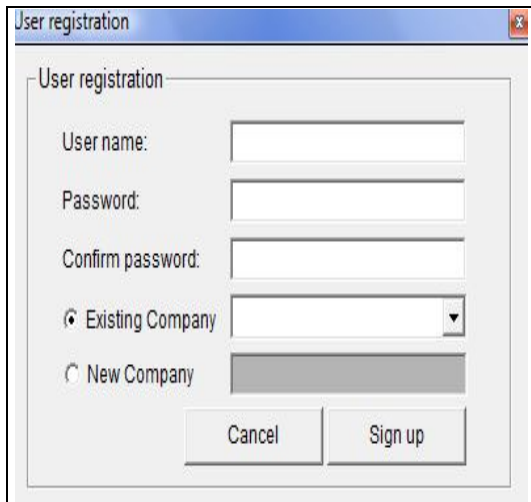 User registration
User registration
User name:
Password:
Confirm password:
Existing Company
New Company
Cancel Sign up